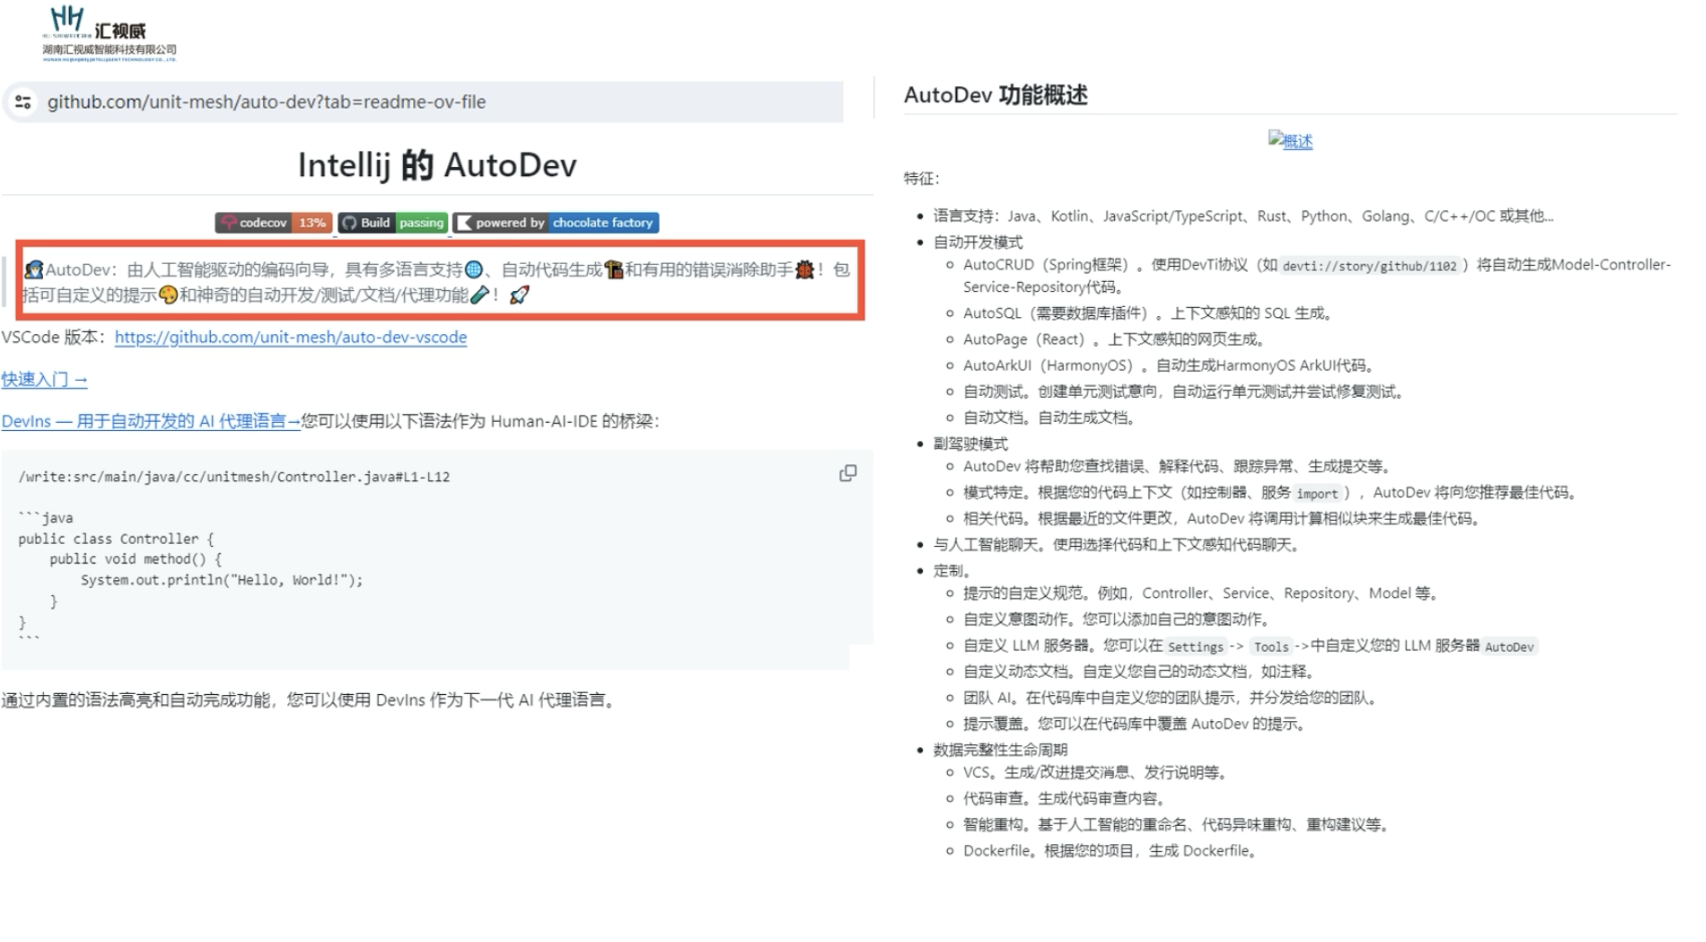 汇视威
湖南汇视威智能科技有限公司
github.com/unit-mesh/auto-dev?tab=readme-ov-file
Intellij 的 AutoDev
codecov 13% Build passing powered by chocolate factory
AutoDev：由人工智能驱动的编码向导，具有多语言支持、自动代码生成和有用的错误消除助手！包
括可自定义的提示和神奇的自动开发/测试/文档/代理功能！
VSCode 版本：https://github.com/unit-mesh/auto-dev-vscode
快速入门 →
DevIns — 用于自动开发的 AI 代理语言→您可以使用以下语法作为 Human-AI-IDE 的桥梁：
/write:src/main/java/cc/unitmesh/Controller.java#L1-L12
```java
public class Controller {
public void method() {
System.out.println("Hello, World!");
}
}
```
通过内置的语法高亮和自动完成功能，您可以使用 DevIns 作为下一代 AI 代理语言。
AutoDev 功能概述
概述
特征：
• 语言支持：Java、Kotlin、JavaScript/TypeScript、Rust、Python、Golang、C/C++/OC 或其他...
• 自动开发模式
◦ AutoCRUD（Spring框架）。使用DevTi协议（如 devti://story/github/1102 ）将自动生成Model-Controller-
Service-Repository代码。
◦ AutoSQL（需要数据库插件）。上下文感知的 SQL 生成。
◦ AutoPage（React）。上下文感知的网页生成。
◦ AutoArkUI（HarmonyOS）。自动生成HarmonyOS ArkUI代码。
◦ 自动测试。创建单元测试意向，自动运行单元测试并尝试修复测试。
◦ 自动文档。自动生成文档。
• 副驾驶模式
◦ AutoDev 将帮助您查找错误、解释代码、跟踪异常、生成提交等。
◦ 模式特定。根据您的代码上下文（如控制器、服务 import ），AutoDev 将向您推荐最佳代码。
◦ 相关代码。根据最近的文件更改，AutoDev 将调用计算相似块来生成最佳代码。
• 与人工智能聊天。使用选择代码和上下文感知代码聊天。
• 定制。
◦ 提示的自定义规范。例如，Controller、Service、Repository、Model 等。
◦ 自定义意图动作。您可以添加自己的意图动作。
◦ 自定义 LLM 服务器。您可以在 Settings -> Tools ->中自定义您的 LLM 服务器 AutoDev
◦ 自定义动态文档。自定义您自己的动态文档，如注释。
◦ 团队 AI。在代码库中自定义您的团队提示，并分发给您的团队。
◦ 提示覆盖。您可以在代码库中覆盖 AutoDev 的提示。
• 数据完整性生命周期
◦ VCS。生成/改进提交消息、发行说明等。
◦ 代码审查。生成代码审查内容。
◦ 智能重构。基于人工智能的重命名、代码异味重构、重构建议等。
◦ Dockerfile。根据您的项目，生成 Dockerfile。